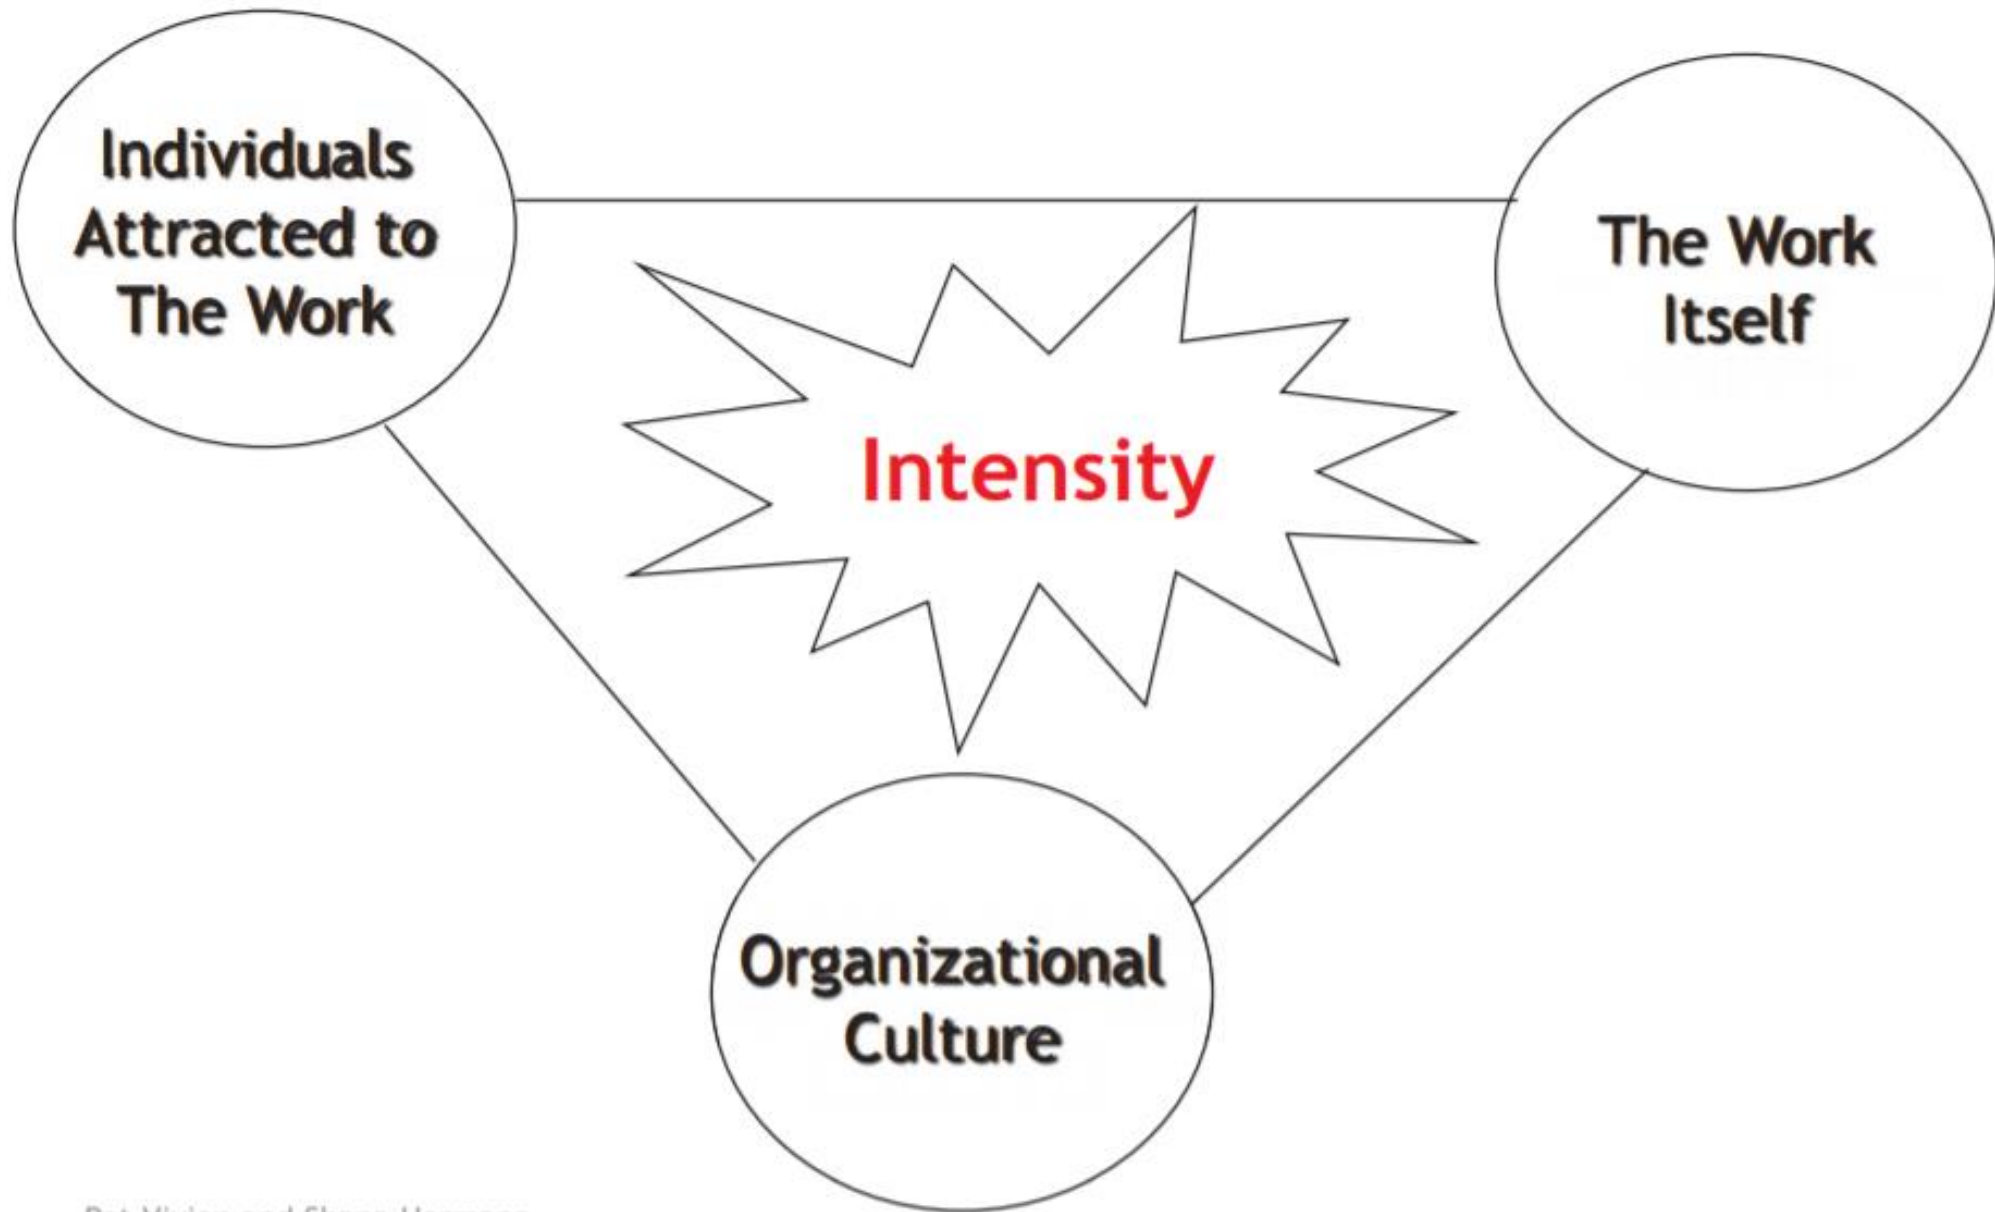 Individuals
Attracted to
The Work
The Work
Itself
Intensity
Organizational
Culture